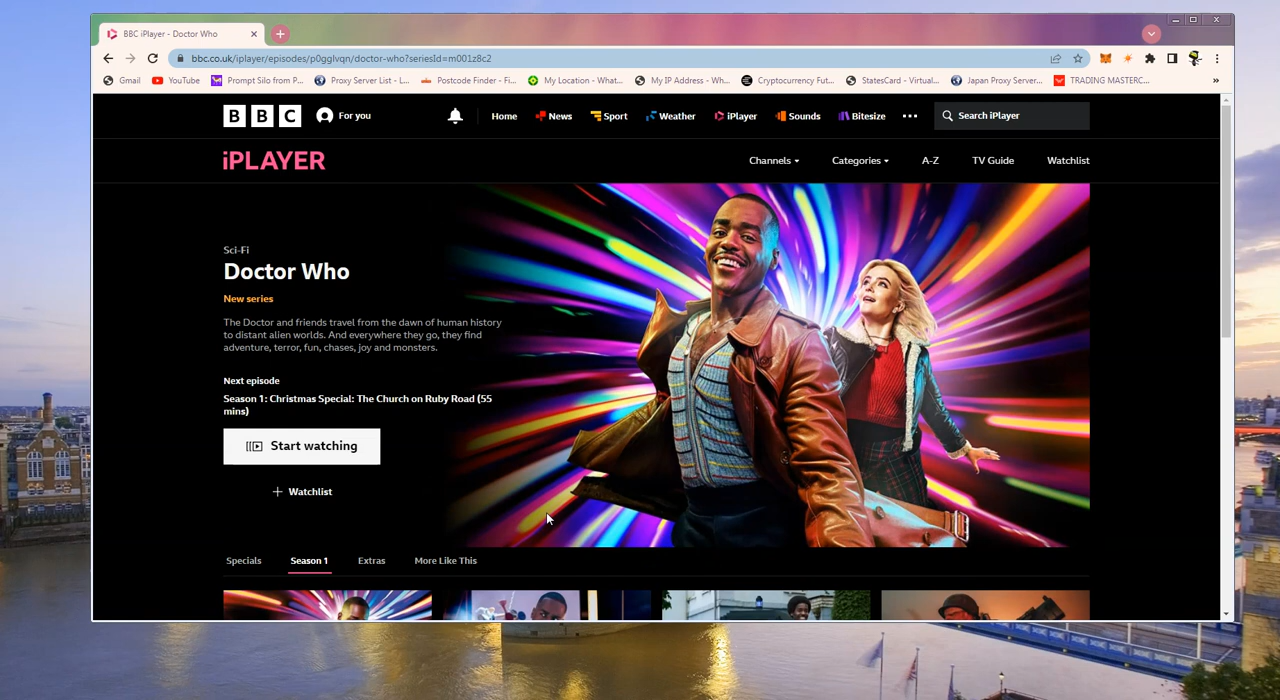 BBC iPlayer - Doctor Who
bbc.co.uk/iplayer/episodes/p0gglvqn/doctor-who?seriesId=m001z8c2
Gmail YouTube Prompt Silo from P... Proxy Server List - L... Postcode Finder - Fi... My Location - What... My IP Address - Wh... Cryptocurrency Fut... StatesCard - Virtual... Japan Proxy Server... TRADING MASTERC... »
BBC For you Home News Sport Weather iPlayer Sounds Bitesize Search iPlayer
iPLAYER Channels Categories A-Z TV Guide Watchlist
Sci-Fi
Doctor Who
New series
The Doctor and friends travel from the dawn of human history
to distant alien worlds. And everywhere they go, they find
adventure, terror, fun, chases, joy and monsters.
Next episode
Season 1: Christmas Special: The Church on Ruby Road (55
mins)
Start watching
Watchlist
Specials Season 1 Extras More Like This